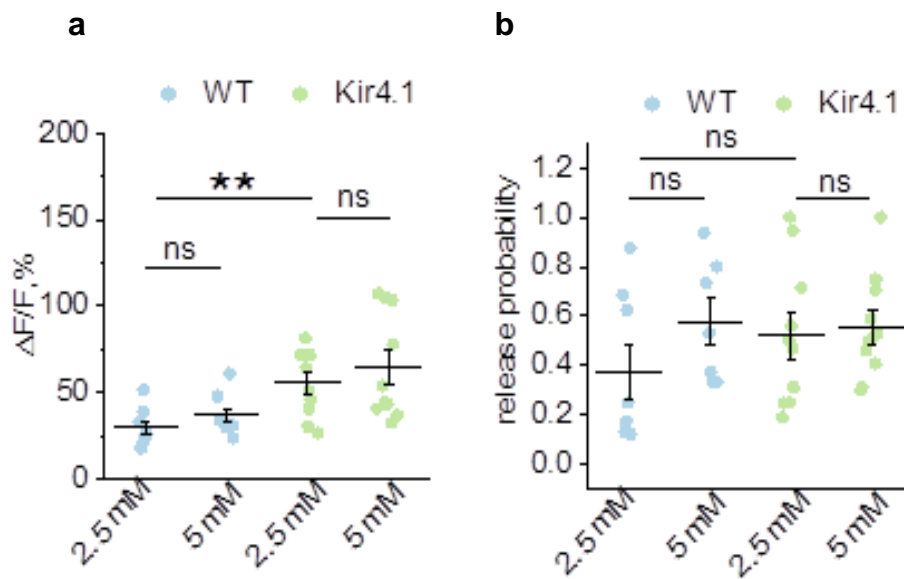 a
WT Kir4.1
200
150
100
50
0
ΔF/F,%
**
ns
ns
2.5 mM
5 mM
2.5 mM
5 mM
b
WT Kir4.1
1.2
1.0
0.8
0.6
0.4
0.2
0.0
release probability
ns
ns
ns
2.5 mM
5 mM
2.5 mM
5 mM